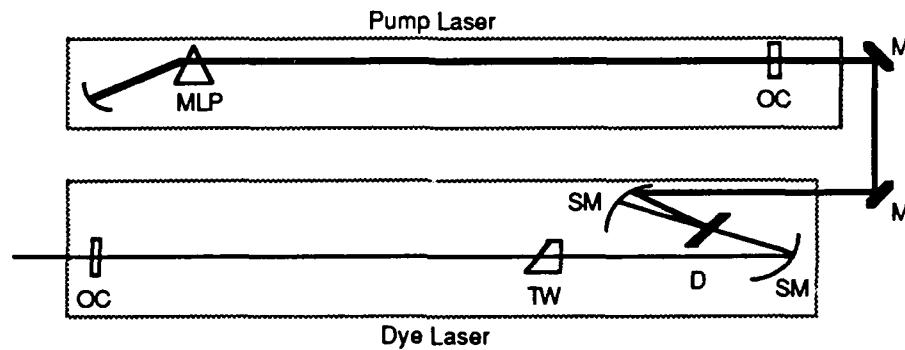 Pump Laser
M
MLP
OC
SM
M
OC
TW
D
SM
Dye Laser